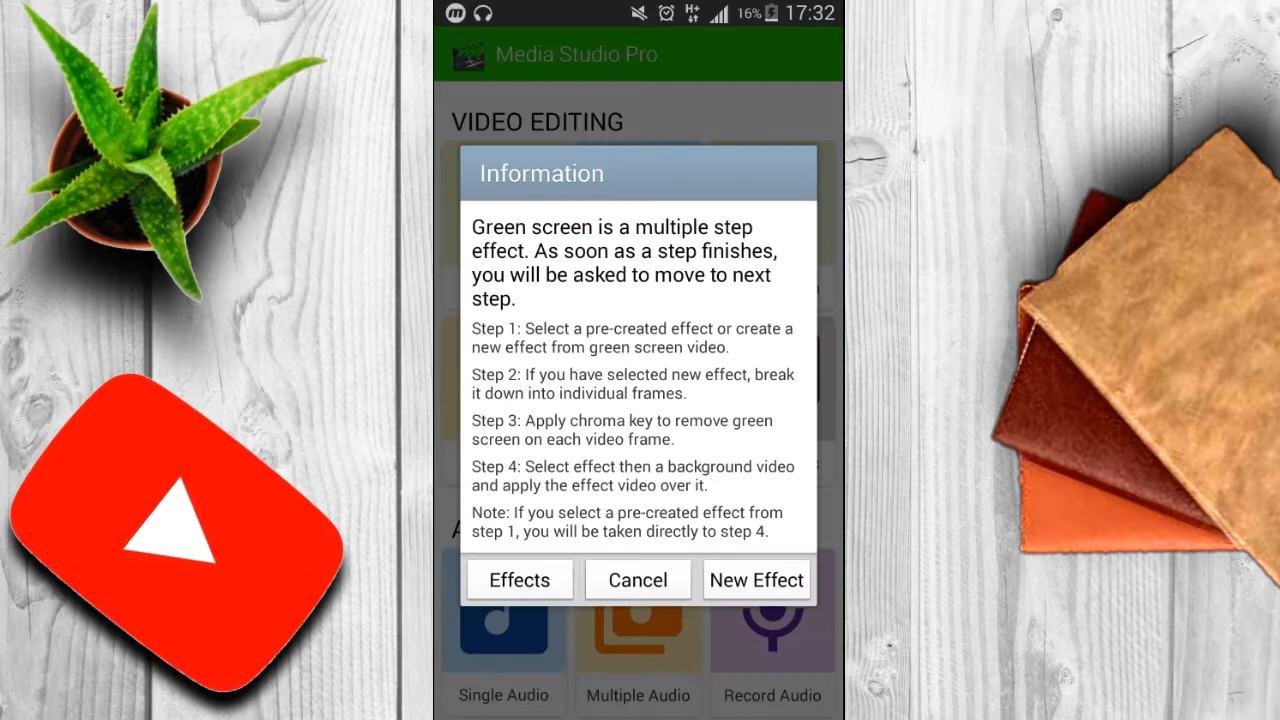 16% 17:32
Media Studio Pro
VIDEO EDITING
Information
Green screen is a multiple step
effect. As soon as a step finishes,
you will be asked to move to next
step.
Step 1: Select a pre-created effect or create a
new effect from green screen video.
Step 2: If you have selected new effect, break
it down into individual frames.
Step 3: Apply chroma key to remove green
screen on each video frame.
Step 4: Select effect then a background video
and apply the effect video over it.
Note: If you select a pre-created effect from
step 1, you will be taken directly to step 4.
Effects Cancel New Effect
Single Audio Multiple Audio Record Audio